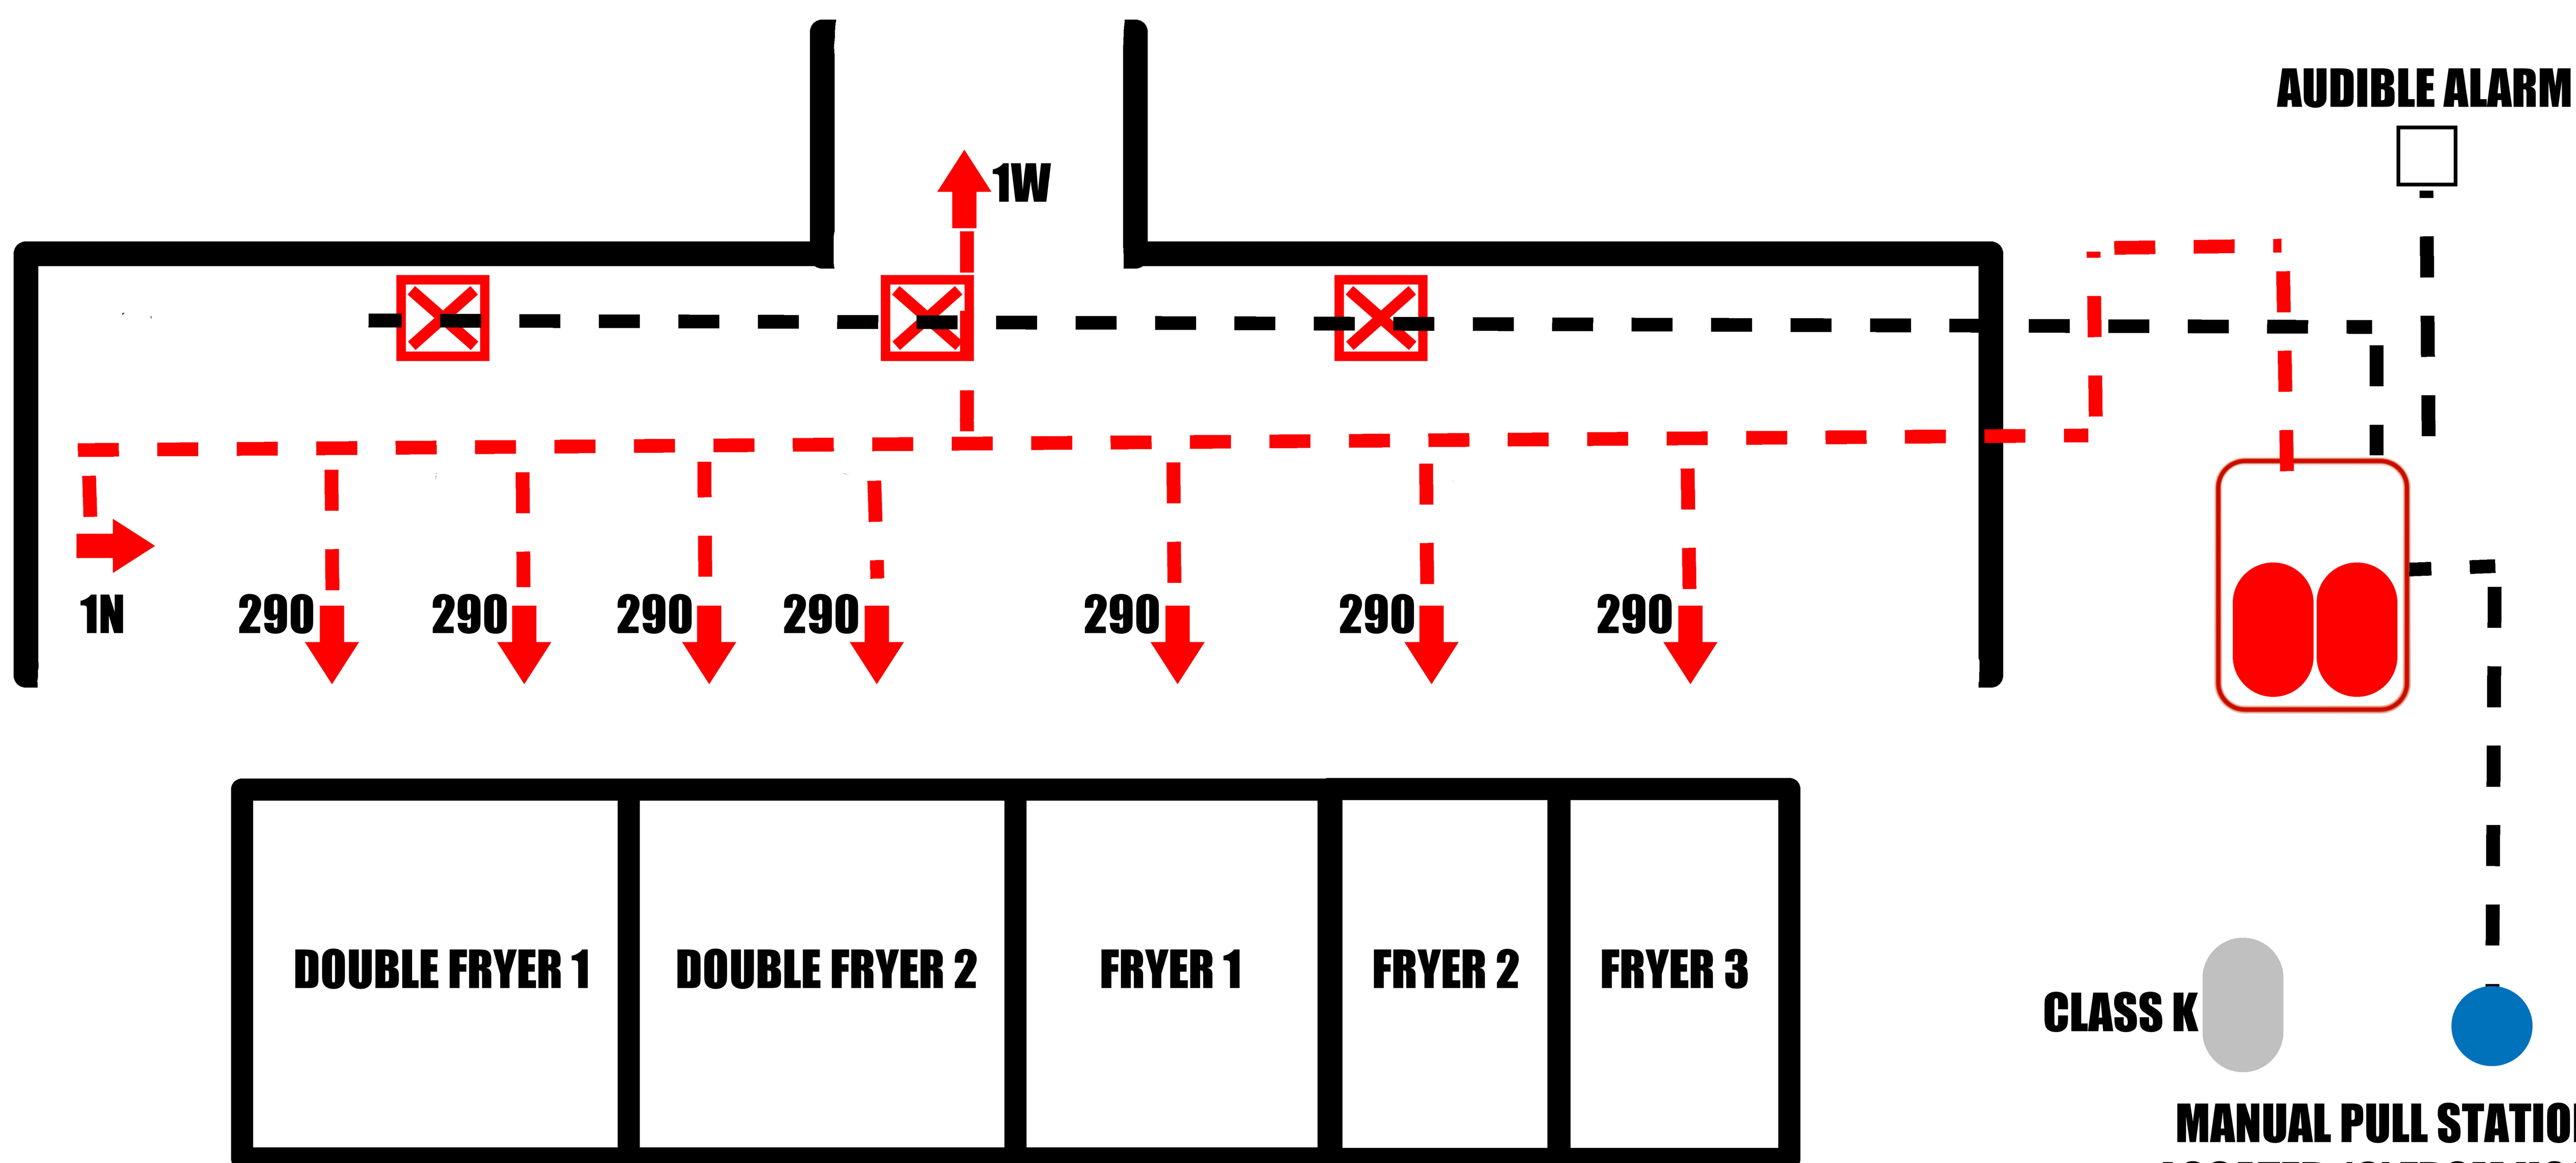 AUDIBLE ALARM
1W
1N
290
290
290
290
290
290
290
DOUBLE FRYER 1
DOUBLE FRYER 2
FRYER 1
FRYER 2
FRYER 3
CLASS K
MANUAL PULL STATIO